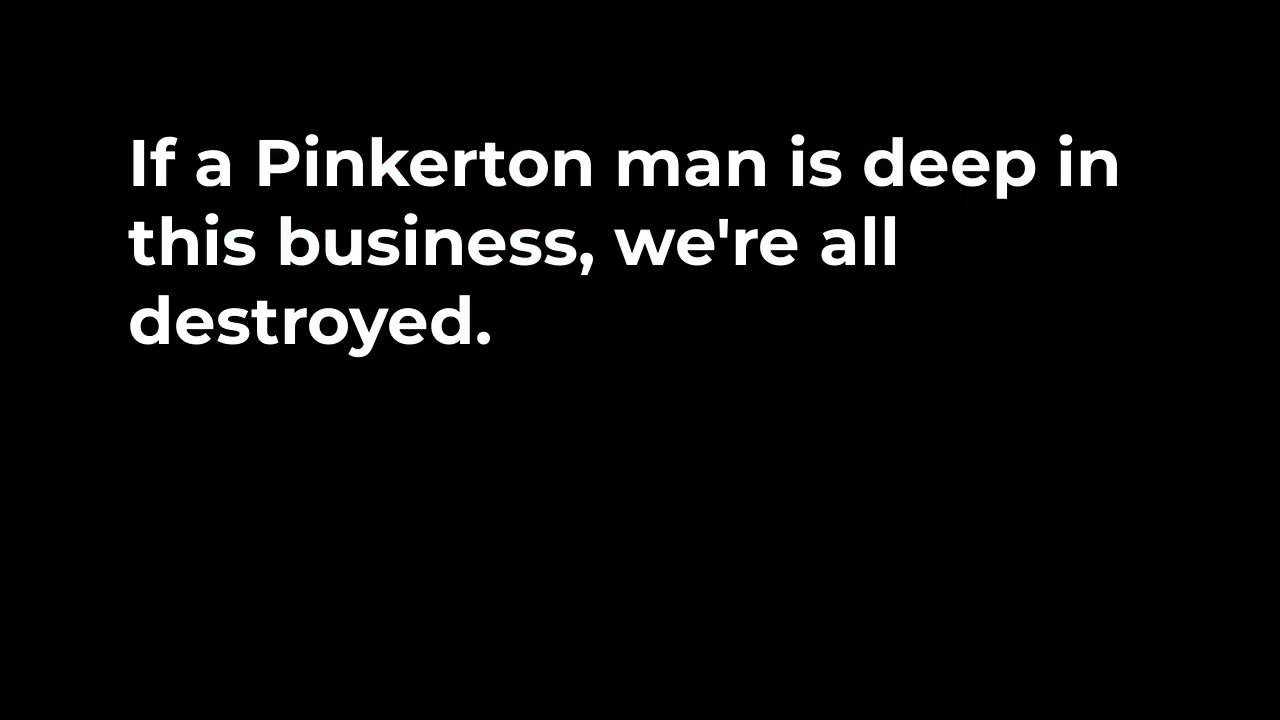 If a Pinkerton man is deep in
this business, we're all
destroyed.